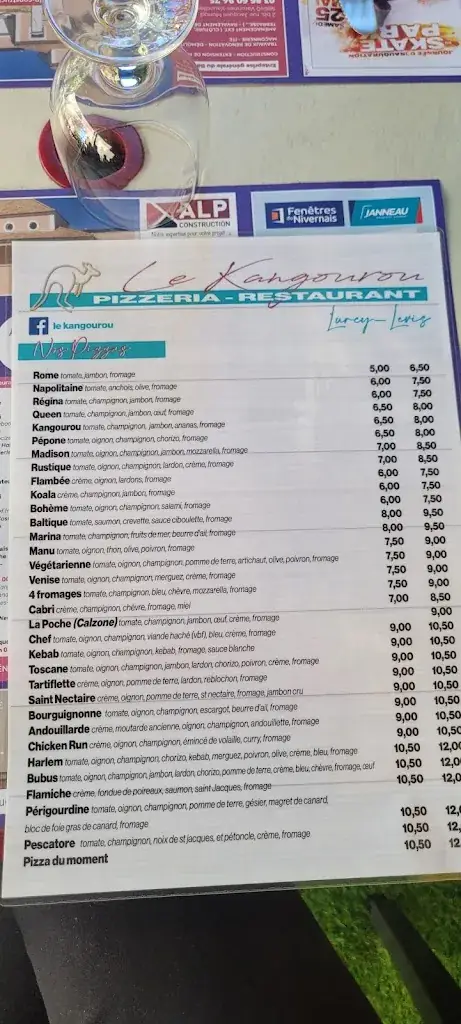 SKATE
PARK
ALP
CONSTRUCTION
Fenêtres
du Nivernais
JANNEAU
Le Kangourou
PIZZERIA - RESTAURANT
le kangourou
Lurcy-Levis
Nos Pizzas
Rome tomate, jambon, fromage 5,00 6,50
Napolitaine tomate, anchois, olive, fromage 6,00 7,50
Régina tomate, champignon, jambon, fromage 6,00 7,50
Queen tomate, champignon, jambon, œuf, fromage 6,50 8,00
Kangourou tomate, champignon, jambon, ananas, fromage 6,50 8,00
Pépone tomate, oignon, champignon, chorizo, fromage 6,50 8,00
Madison tomate, oignon, champignon, jambon, mozzarella, fromage 7,00 8,50
Rustique tomate, oignon, champignon, lardon, crème, fromage 7,00 8,50
Flambée crème, oignon, lardons, fromage 6,00 7,50
Koala crème, champignon, jambon, fromage 6,00 7,50
Bohème tomate, oignon, champignon, salami, fromage 6,00 7,50
Baltique tomate, saumon, crevette, sauce ciboulette, fromage 8,00 9,50
Marina tomate, champignon, fruits de mer, beurre d'ail, fromage 8,00 9,50
Manu tomate, oignon, thon, olive, poivron, fromage 7,50 9,00
Végétarienne tomate, oignon, champignon, pomme de terre, artichaut, olive, poivron, fromage 7,50 9,00
Venise tomate, oignon, champignon, merguez, crème, fromage 7,50 9,00
4 fromages tomate, champignon, bleu, chèvre, mozzarella, fromage 7,50 9,00
Cabri crème, champignon, chèvre, fromage, miel 7,00 8,50
La Poche (Calzone) tomate, champignon, jambon, œuf, crème, fromage 9,00
Chef tomate, oignon, champignon, viande haché (vbf), bleu, crème, fromage 9,00 10,50
Kebab tomate, oignon, champignon, kebab, fromage, sauce blanche 9,00 10,50
Toscane tomate, oignon, champignon, jambon, lardon, chorizo, poivron, crème, fromage 9,00 10,50
Tartiflette crème, oignon, pomme de terre, lardon, reblochon, fromage 9,00 10,50
Saint Nectaire crème, oignon, pomme de terre, st nectaire, fromage, jambon cru 9,00 10,50
Bourguignonne tomate, oignon, champignon, escargot, beurre d'ail, fromage 9,00 10,50
Andouillarde crème, moutarde ancienne, oignon, champignon, andouillette, fromage 9,00 10,50
Chicken Run crème, oignon, champignon, émincé de volaille, curry, fromage 9,00 10,50
Harlem tomate, oignon, champignon, chorizo, kebab, merguez, poivron, olive, crème, bleu, fromage 10,50 12,00
Bubus tomate, oignon, champignon, jambon, lardon, chorizo, pomme de terre, crème, bleu, chèvre, fromage, œuf 10,50 12,0
Flamiche crème, fondue de poireaux, saumon, saint Jacques, fromage 10,50 12,0
Périgourdine tomate, oignon, champignon, pomme de terre, gésier, magret de canard,
bloc de foie gras de canard, fromage 10,50 12,0
Pescatore tomate, champignon, noix de st jacques, et pétoncle, crème, fromage 10,50 12,
Pizza du moment 10,50 12,